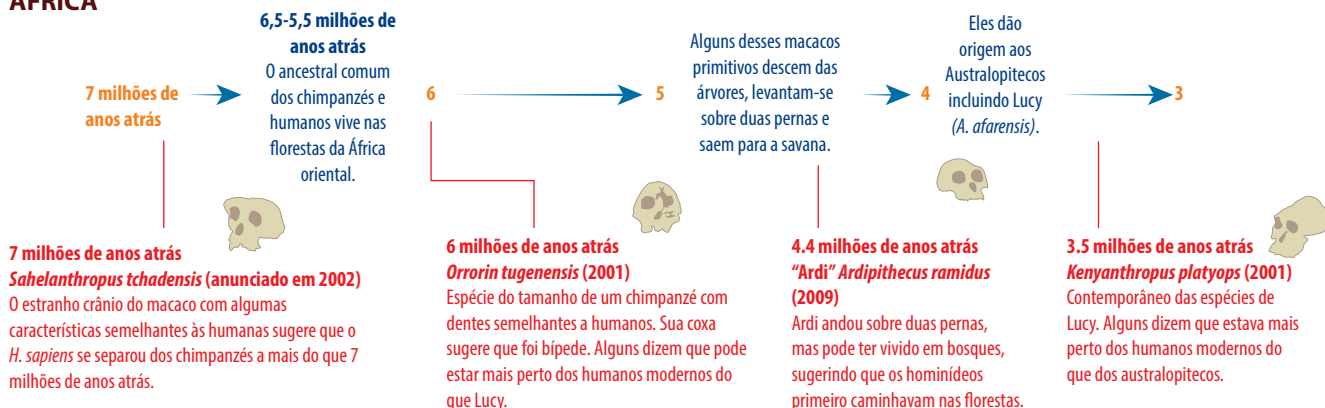 ÁFRICA
7 milhões de
anos atrás
6,5-5,5 milhões de
anos atrás
O ancestral comum
dos chimpanzés e
humanos vive nas
florestas da África
oriental.
6
5
Alguns desses macacos
primitivos descem das
árvores, levantam-se
sobre duas pernas e
saem para a savana.
4
Eles dão
origem aos
Australopitecos
incluindo Lucy
(A. afarensis).
3
7 milhões de anos atrás
Sahelanthropus tchadensis (anunciado em 2002)
O estranho crânio do macaco com algumas
características semelhantes às humanas sugere que o
H. sapiens se separou dos chimpanzés a mais do que 7
milhões de anos atrás.
6 milhões de anos atrás
Orrorin tugenensis (2001)
Espécie do tamanho de um chimpanzé com
dentes semelhantes a humanos. Sua coxa
sugere que foi bípede. Alguns dizem que pode
estar mais perto dos humanos modernos do
que Lucy.
4.4 milhões de anos atrás
“Ardi” Ardipithecus ramidus
(2009)
Ardi andou sobre duas pernas,
mas pode ter vivido em bosques,
sugerindo que os hominídeos
primeiro caminhavam nas florestas.
3.5 milhões de anos atrás
Kenyanthropus platyops (2001)
Contemporâneo das espécies de
Lucy. Alguns dizem que estava mais
perto dos humanos modernos do
que dos australopitecos.